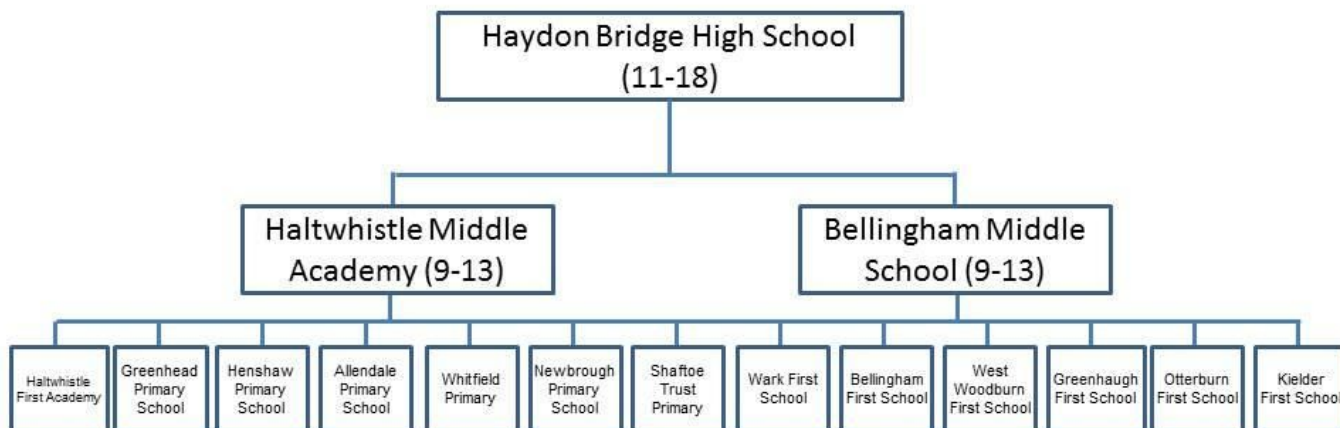 Haydon Bridge High School
(11-18)
Haltwhistle Middle
Academy (9-13)
Bellingham Middle
School (9-13)
Haltwhistle
First Academy
Greenhead
Primary
School
Henshaw
Primary
School
Allendale
Primary
School
Whitfield
Primary
Newbrough
Primary
School
Shaftoe
Trust
Primary
Wark First
School
Bellingham
First School
West
Woodburn
First School
Greenhaugh
First School
Otterburn
First School
Kielder
First School